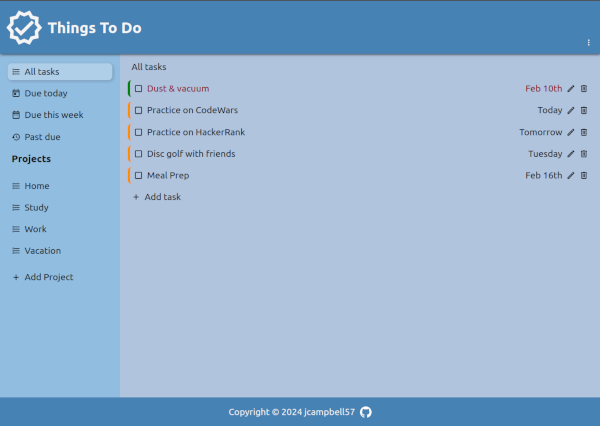 Things To Do
All tasks
Due today
Due this week
Past due
Projects
Home
Study
Work
Vacation
Add Project
All tasks
Dust & vacuum Feb 10th
Practice on CodeWars Today
Practice on HackerRank Tomorrow
Disc golf with friends Tuesday
Meal Prep Feb 16th
Add task
Copyright © 2024 jcampbell57